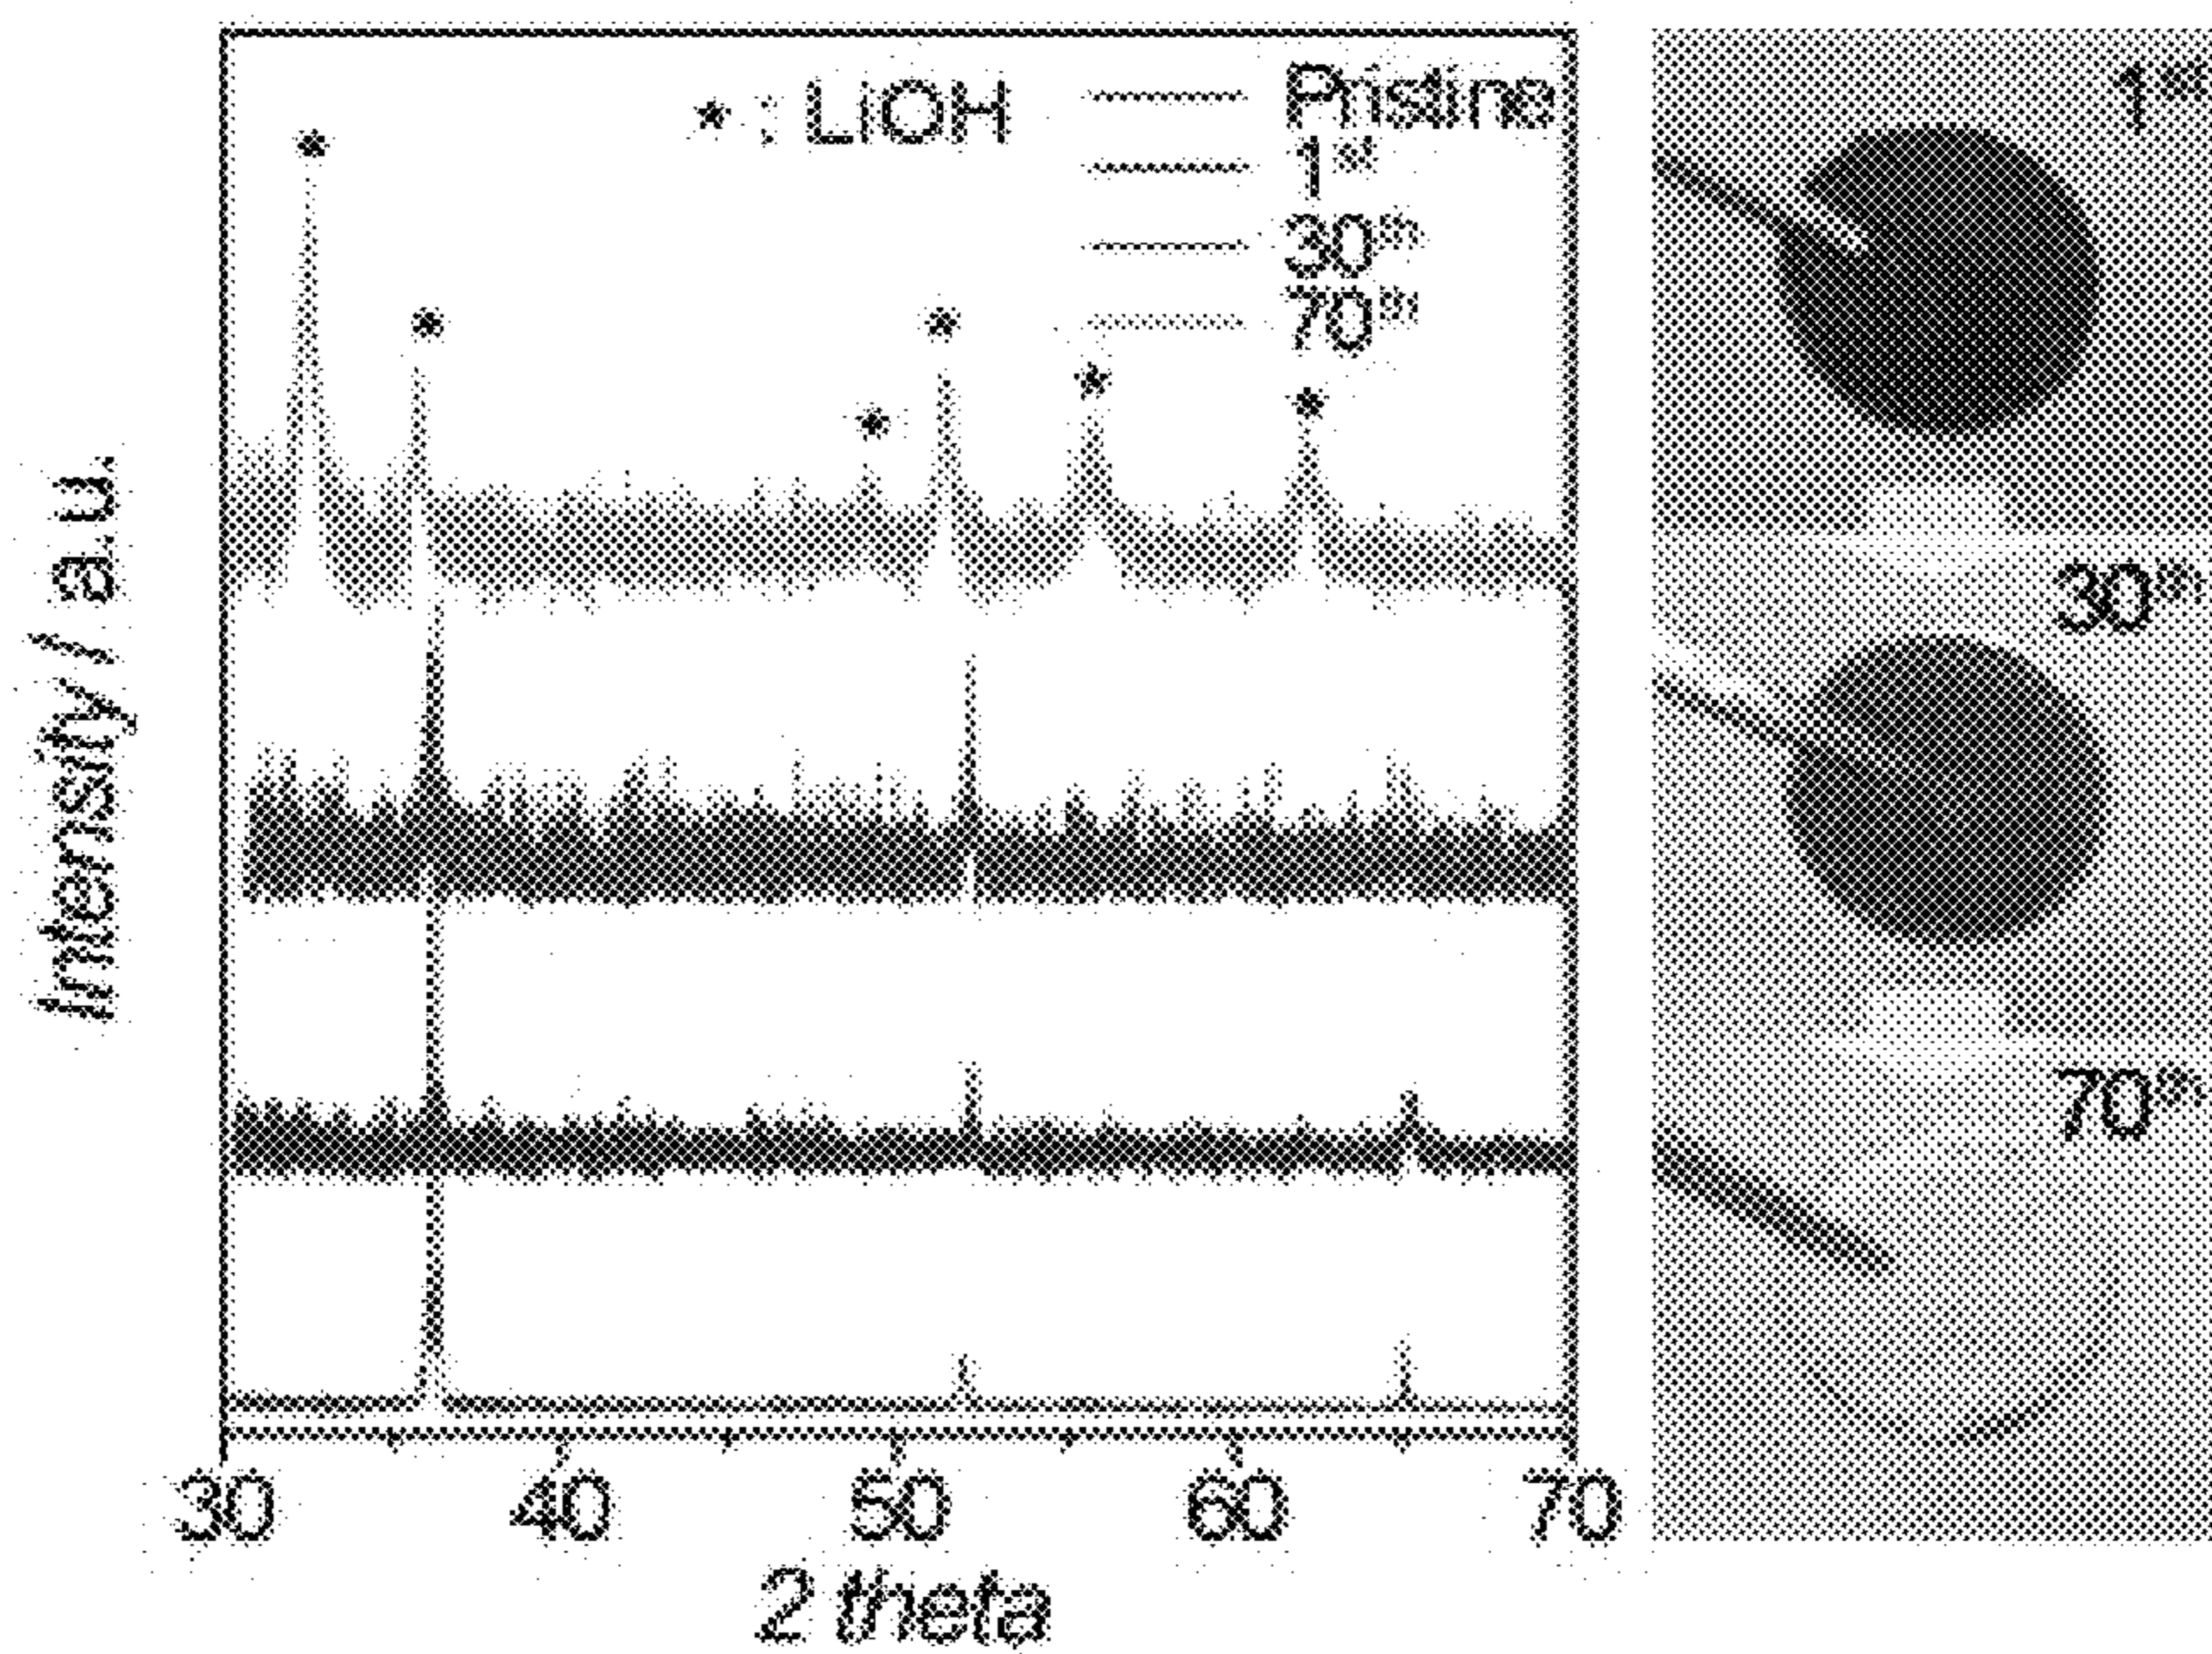 * : LiOH
Pristine
1st
30th
70th
Intensity / a.u.
30 40 50 60 70
2 theta
1st
30th
70th